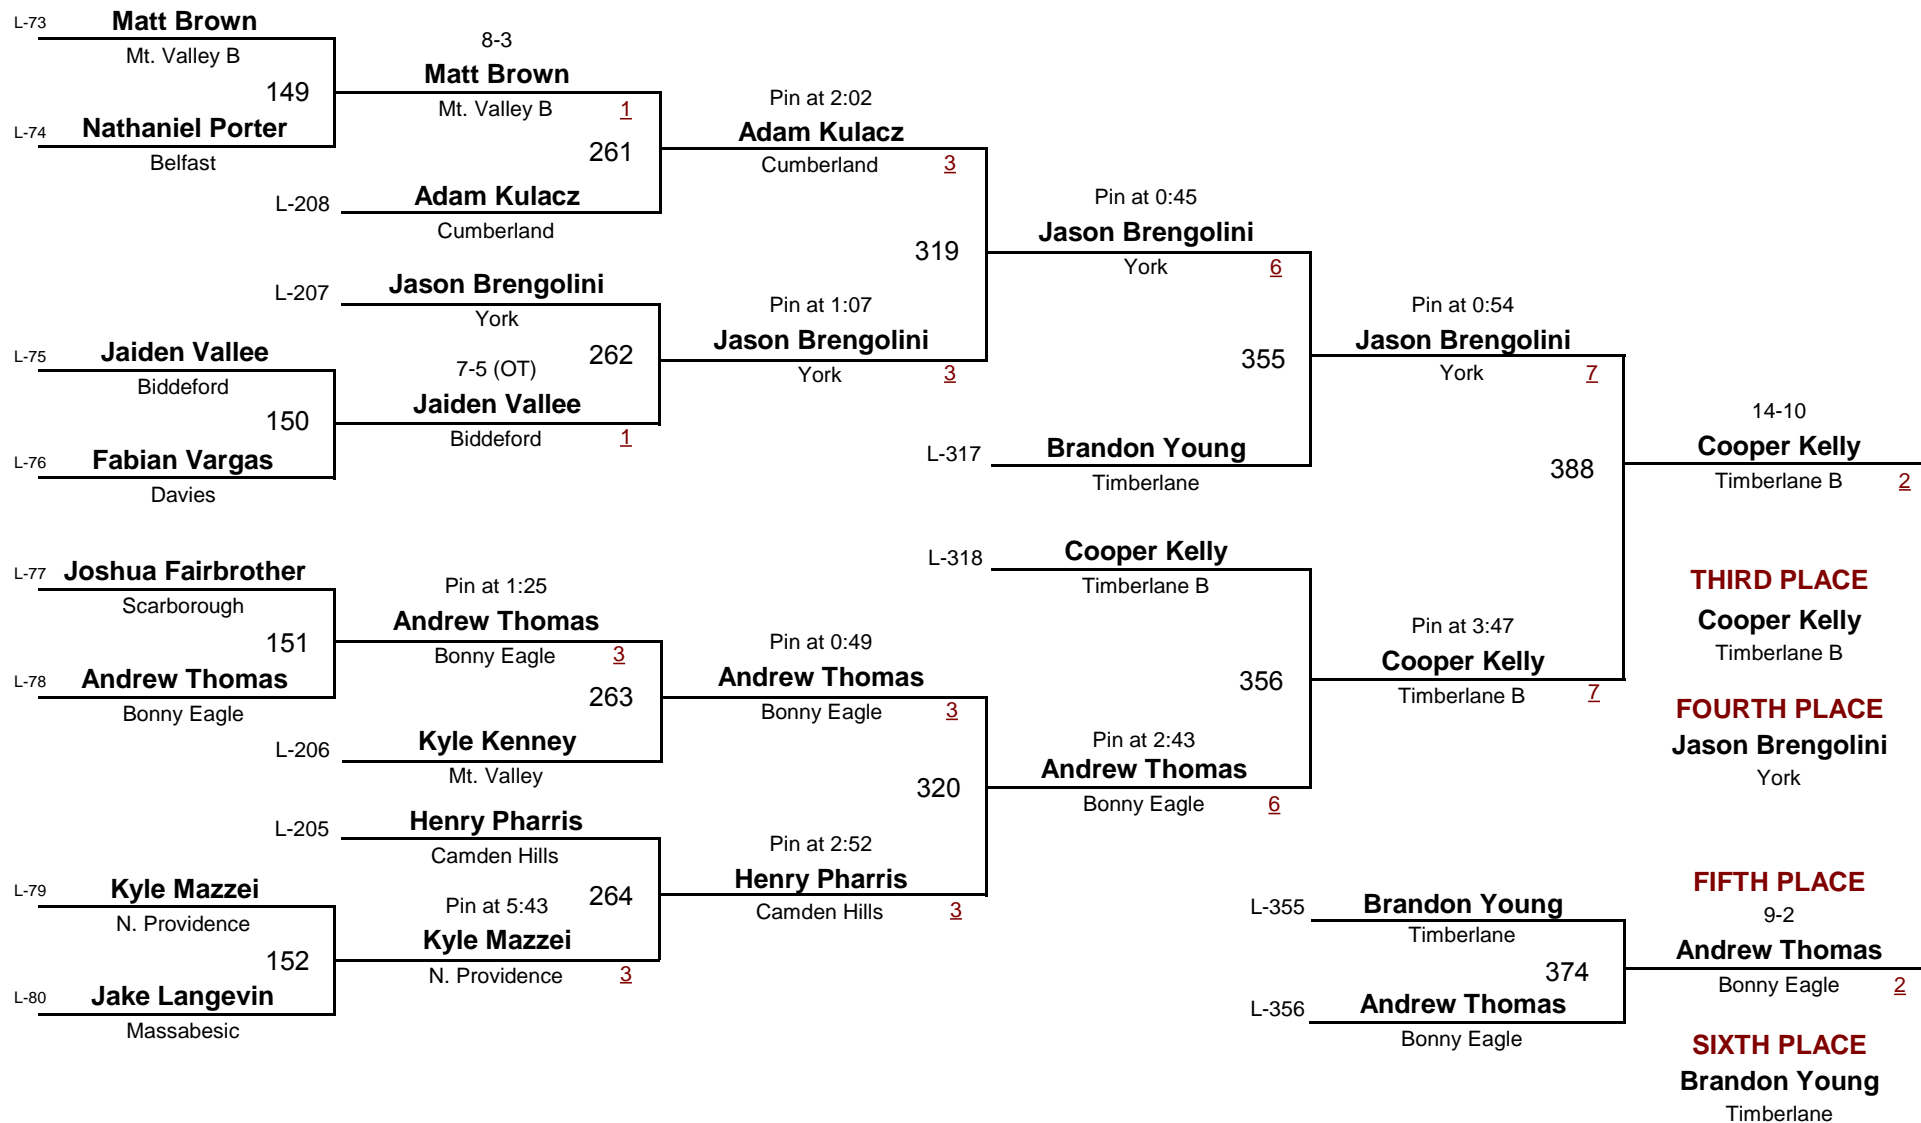 L-73 Matt Brown
Mt. Valley B
149
L-74 Nathaniel Porter
Belfast
8-3
Matt Brown
Mt. Valley B 1
261
L-208 Adam Kulacz
Cumberland
L-207 Jason Brengolini
York
262
L-75 Jaiden Vallee
Biddeford
150
L-76 Fabian Vargas
Davies
7-5 (OT)
Jaiden Vallee
Biddeford 1
Pin at 2:02
Adam Kulacz
Cumberland 3
319
Pin at 1:07
Jason Brengolini
York 3
Pin at 0:45
Jason Brengolini
York 6
355
L-317 Brandon Young
Timberlane
Pin at 0:54
Jason Brengolini
York 7
388
14-10
Cooper Kelly
Timberlane B 2
L-77 Joshua Fairbrother
Scarborough
151
L-78 Andrew Thomas
Bonny Eagle
Pin at 1:25
Andrew Thomas
Bonny Eagle 3
263
L-206 Kyle Kenney
Mt. Valley
L-205 Henry Pharris
Camden Hills
264
L-79 Kyle Mazzei
N. Providence
152
L-80 Jake Langevin
Massabesic
Pin at 5:43
Kyle Mazzei
N. Providence 3
Pin at 0:49
Andrew Thomas
Bonny Eagle 3
320
Pin at 2:52
Henry Pharris
Camden Hills 3
L-318 Cooper Kelly
Timberlane B
356
Pin at 2:43
Andrew Thomas
Bonny Eagle 6
Pin at 3:47
Cooper Kelly
Timberlane B 7
THIRD PLACE
Cooper Kelly
Timberlane B
FOURTH PLACE
Jason Brengolini
York
L-355 Brandon Young
Timberlane
374
L-356 Andrew Thomas
Bonny Eagle
FIFTH PLACE
9-2
Andrew Thomas
Bonny Eagle 2
SIXTH PLACE
Brandon Young
Timberlane